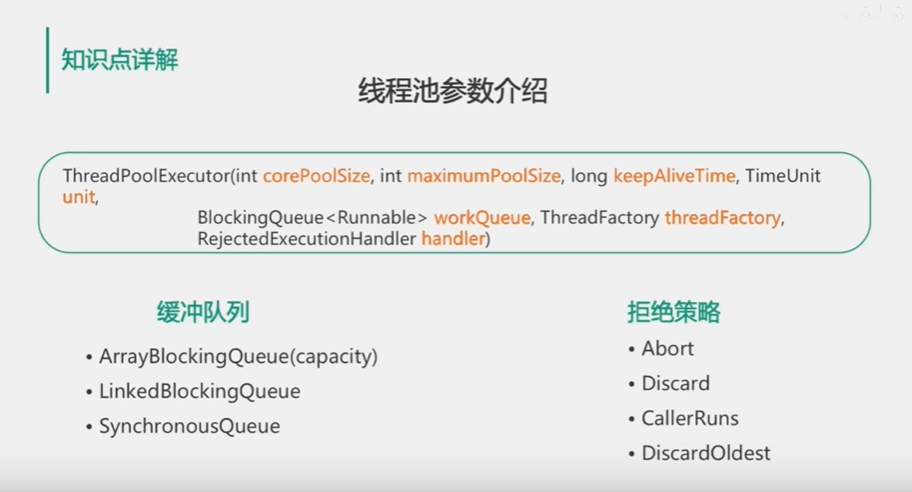 知识点详解
线程池参数介绍
ThreadPoolExecutor(int corePoolSize, int maximumPoolSize, long keepAliveTime, TimeUnit
unit,
BlockingQueue<Runnable> workQueue, ThreadFactory threadFactory,
RejectedExecutionHandler handler)
缓冲队列
• ArrayBlockingQueue(capacity)
• LinkedBlockingQueue
• SynchronousQueue
拒绝策略
• Abort
• Discard
• CallerRuns
• DiscardOldest